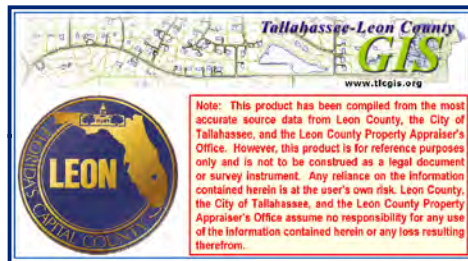 Tallahassee-Leon County
GIS
www.tlcgis.org
Note: This product has been compiled from the most
accurate source data from Leon County, the City of
Tallahassee, and the Leon County Property Appraiser's
Office. However, this product is for reference purposes
only and is not to be construed as a legal document
or survey instrument. Any reliance on the information
contained herein is at the user's own risk. Leon County,
the City of Tallahassee, and the Leon County Property
Appraiser's Office assume no responsibility for any use
of the information contained herein or any loss resulting
therefrom.
LEON
FLORIDA'S CAPITAL COUNTY